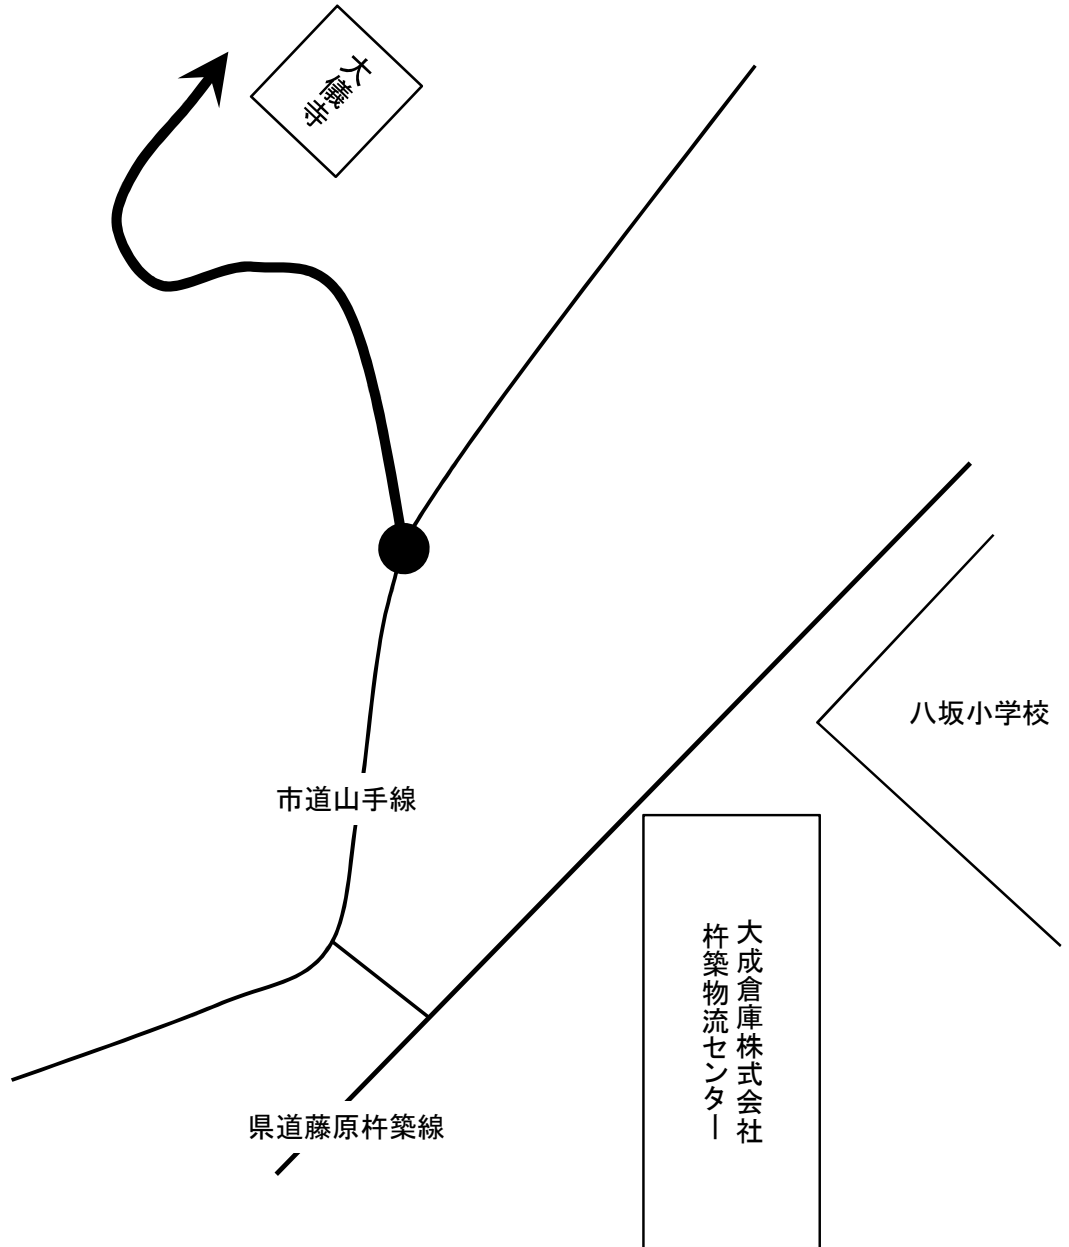 大儀寺
八坂小学校
市道山手線
大成倉庫株式会社
杵築物流センター
県道藤原杵築線